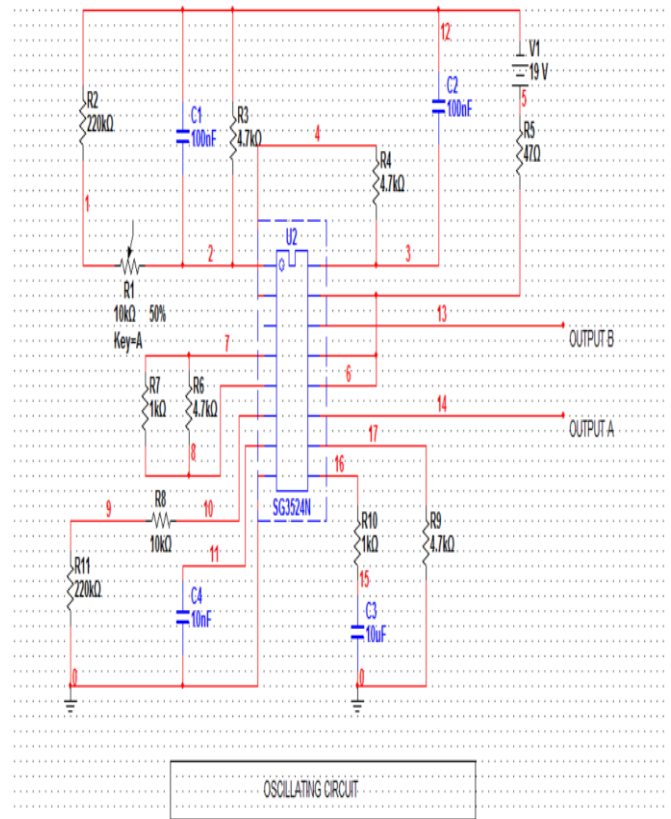 12
V1
19 V
5
R2
220kΩ
C1
100nF
R3
4.7kΩ
4
C2
100nF
R5
47Ω
R4
4.7kΩ
1
U2
2
3
R1
10kΩ 50%
Key=A
13
OUTPUT B
7
6
R7
1kΩ
R6
4.7kΩ
14
OUTPUT A
17
8
16
SG3524N
9
R8
10
10kΩ
R10
1kΩ
R9
4.7kΩ
11
R11
220kΩ
15
C4
10nF
C3
10uF
0
0
OSCILLATING CIRCUIT